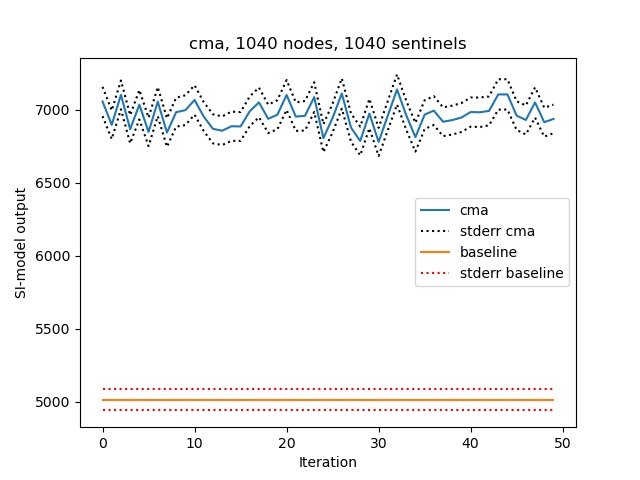 cma, 1040 nodes, 1040 sentinels
SI-model output
7000
6500
6000
5500
5000
cma
stderr cma
baseline
stderr baseline
0 10 20 30 40 50
Iteration